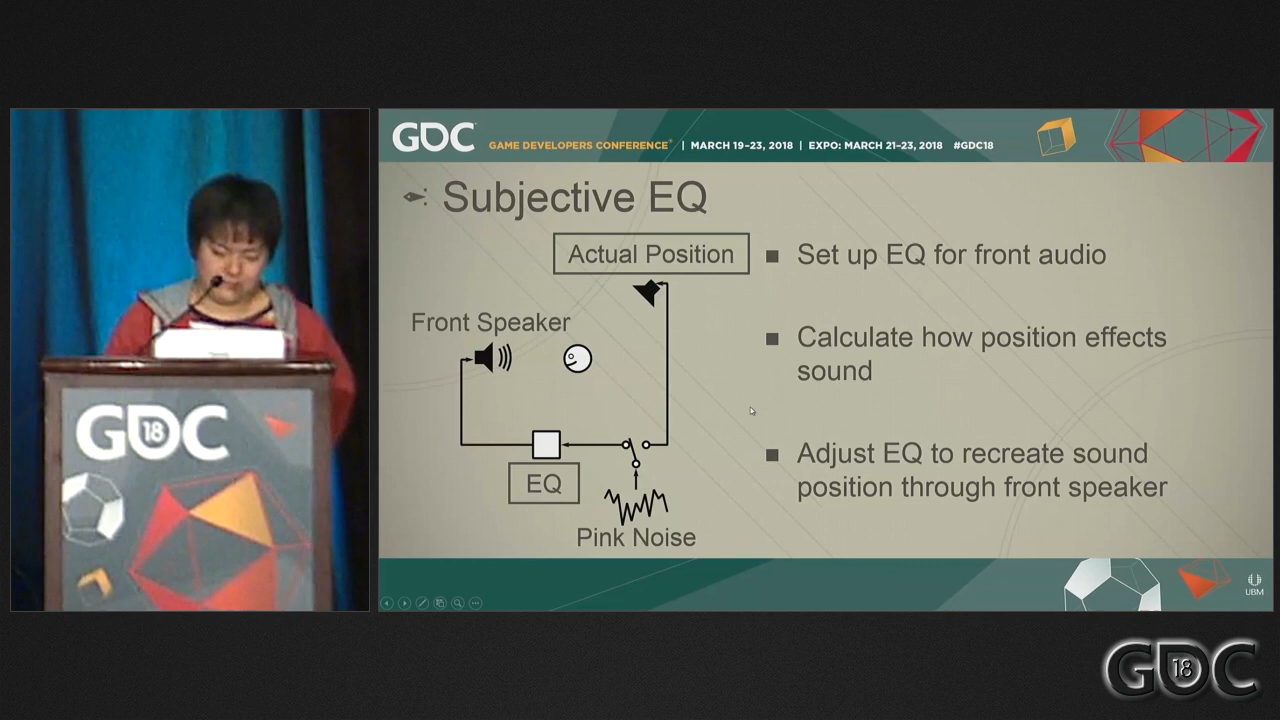 GDC GAME DEVELOPERS CONFERENCE® | MARCH 19–23, 2018 | EXPO: MARCH 21–23, 2018 #GDC18
Subjective EQ
Actual Position
Front Speaker
EQ
Pink Noise
■ Set up EQ for front audio
■ Calculate how position effects
sound
■ Adjust EQ to recreate sound
position through front speaker
UBM
GDC
18
GDC
18